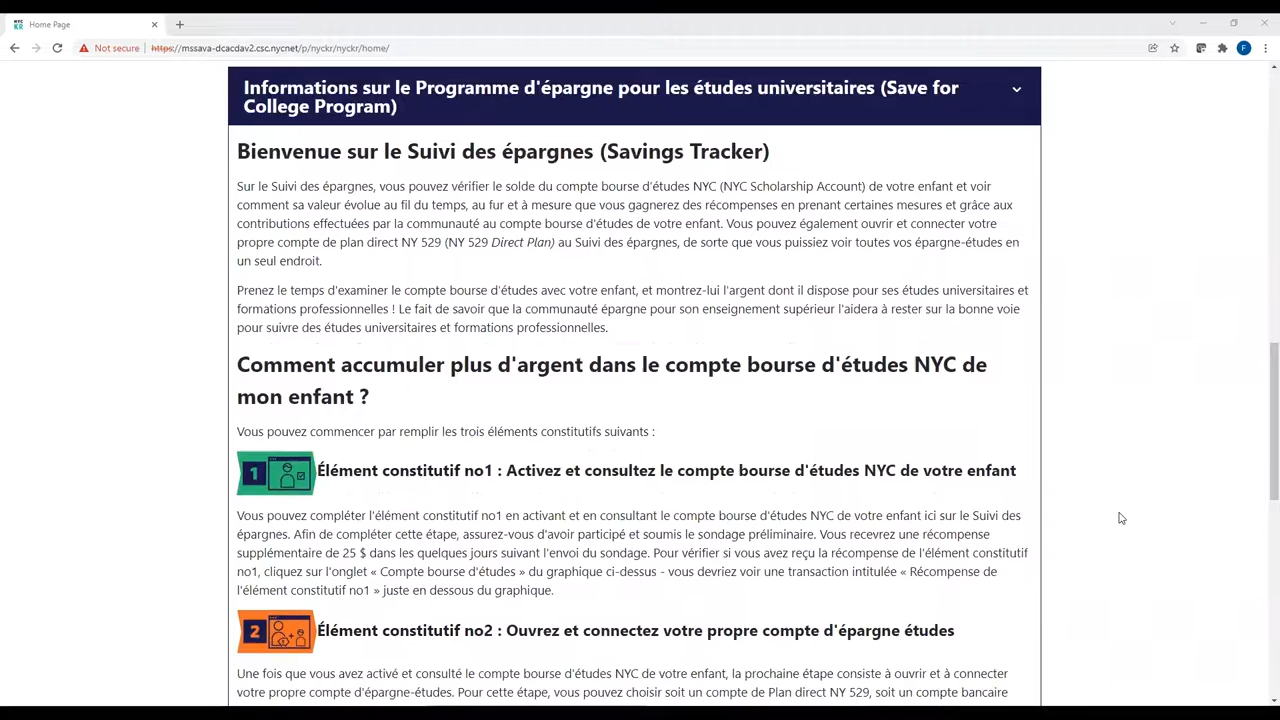 NYC
KR
Home Page
Not secure
https://mssava-dcacdav2.csc.nycnet/p/nyckr/nyckr/home/
F
Informations sur le Programme d'épargne pour les études universitaires (Save for
College Program)
Bienvenue sur le Suivi des épargnes (Savings Tracker)
Sur le Suivi des épargnes, vous pouvez vérifier le solde du compte bourse d'études NYC (NYC Scholarship Account) de votre enfant et voir
comment sa valeur évolue au fil du temps, au fur et à mesure que vous gagnerez des récompenses en prenant certaines mesures et grâce aux
contributions effectuées par la communauté au compte bourse d'études de votre enfant. Vous pouvez également ouvrir et connecter votre
propre compte de plan direct NY 529 (NY 529 Direct Plan) au Suivi des épargnes, de sorte que vous puissiez voir toutes vos épargne-études en
un seul endroit.
Prenez le temps d'examiner le compte bourse d'études avec votre enfant, et montrez-lui l'argent dont il dispose pour ses études universitaires et
formations professionnelles ! Le fait de savoir que la communauté épargne pour son enseignement supérieur l'aidera à rester sur la bonne voie
pour suivre des études universitaires et formations professionnelles.
Comment accumuler plus d'argent dans le compte bourse d'études NYC de
mon enfant ?
Vous pouvez commencer par remplir les trois éléments constitutifs suivants :
1 Élément constitutif no1 : Activez et consultez le compte bourse d'études NYC de votre enfant
Vous pouvez compléter l'élément constitutif no1 en activant et en consultant le compte bourse d'études NYC de votre enfant ici sur le Suivi des
épargnes. Afin de compléter cette étape, assurez-vous d'avoir participé et soumis le sondage préliminaire. Vous recevrez une récompense
supplémentaire de 25 $ dans les quelques jours suivant l'envoi du sondage. Pour vérifier si vous avez reçu la récompense de l'élément constitutif
no1, cliquez sur l'onglet « Compte bourse d'études » du graphique ci-dessus - vous devriez voir une transaction intitulée « Récompense de
l'élément constitutif no1 » juste en dessous du graphique.
2 Élément constitutif no2 : Ouvrez et connectez votre propre compte d'épargne études
Une fois que vous avez activé et consulté le compte bourse d'études NYC de votre enfant, la prochaine étape consiste à ouvrir et à connecter
votre propre compte d'épargne-études. Pour cette étape, vous pouvez choisir soit un compte de Plan direct NY 529, soit un compte bancaire